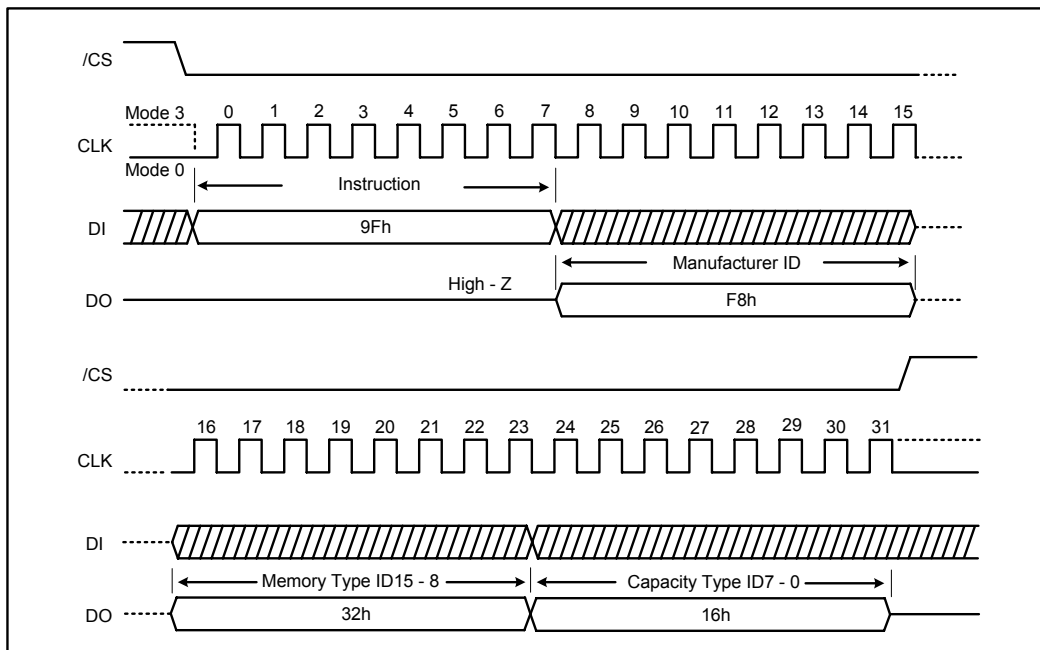 /CS
Mode 3
0 1 2 3 4 5 6 7 8 9 10 11 12 13 14 15
CLK
Mode 0
Instruction
DI
9Fh
Manufacturer ID
High - Z
DO
F8h
/CS
16 17 18 19 20 21 22 23 24 25 26 27 28 29 30 31
CLK
DI
Memory Type ID15 - 8 Capacity Type ID7 - 0
DO
32h 16h